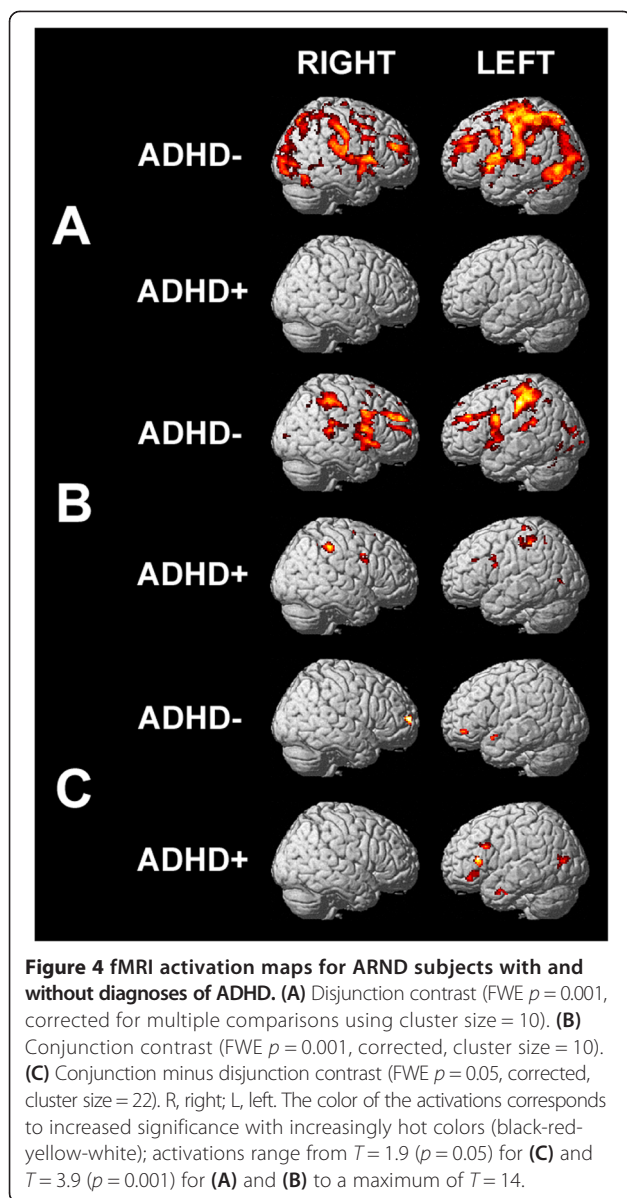 RIGHT LEFT
ADHD-
A
ADHD+
ADHD-
B
ADHD+
ADHD-
C
ADHD+
Figure 4 fMRI activation maps for ARND subjects with and
without diagnoses of ADHD. (A) Disjunction contrast (FWE p = 0.001,
corrected for multiple comparisons using cluster size = 10). (B)
Conjunction contrast (FWE p = 0.001, corrected, cluster size = 10).
(C) Conjunction minus disjunction contrast (FWE p = 0.05, corrected,
cluster size = 22). R, right; L, left. The color of the activations corresponds
to increased significance with increasingly hot colors (black-red-
yellow-white); activations range from T = 1.9 (p = 0.05) for (C) and
T = 3.9 (p = 0.001) for (A) and (B) to a maximum of T = 14.